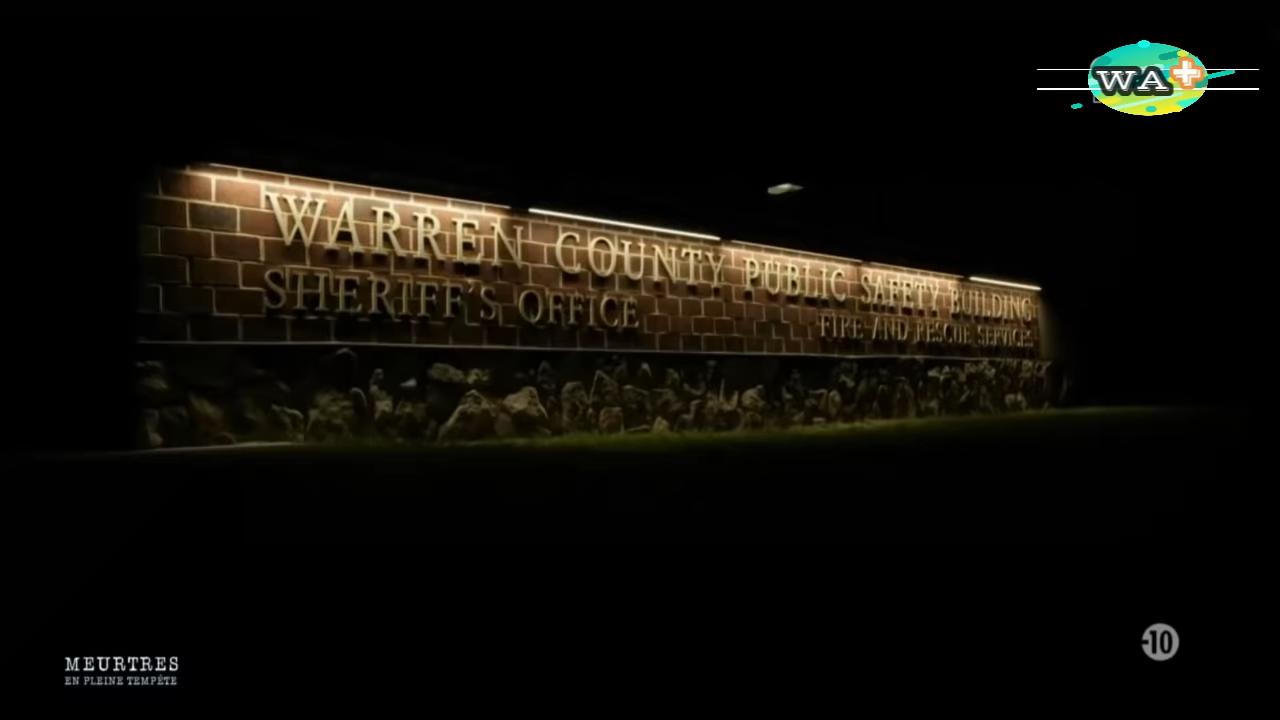 WA+
WARREN COUNTY PUBLIC SAFETY BUILDING
SHERIFF'S OFFICE
FIRE AND RESCUE SERVICES
-10
MEURTRES
EN PLEINE TEMPÊTE